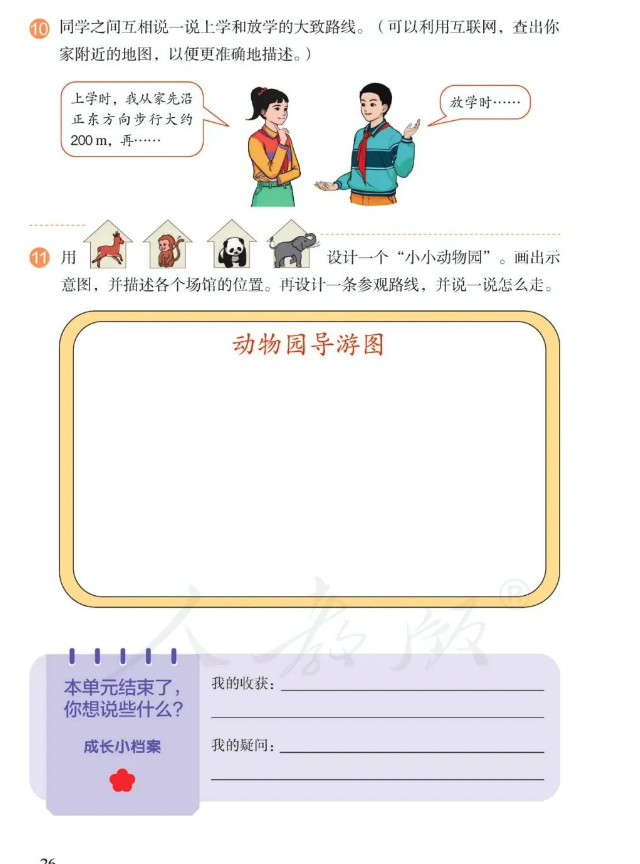 10 同学之间互相说一说上学和放学的大致路线。（可以利用互联网，查出你
家附近的地图，以便更准确地描述。）
上学时，我从家先沿
正东方向步行大约
200 m，再……
放学时……
11 用 设计一个“小小动物园”。画出示
意图，并描述各个场馆的位置。再设计一条参观路线，并说一说怎么走。
动物园导游图
人教版®
本单元结束了，
你想说些什么？
成长小档案
我的收获：
我的疑问：
26